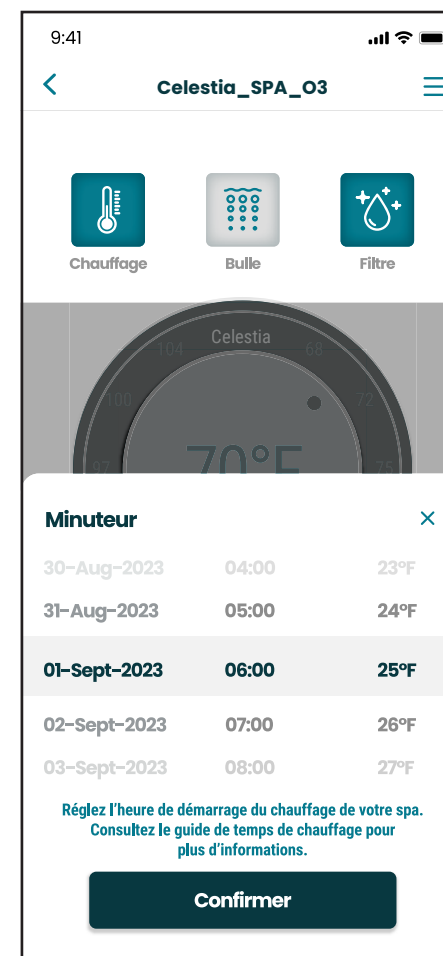 9:41
Celestia_SPA_O3
Chauffage Bulle Filtre
Celestia
104 68
100 72
70°F
97 75
Minuteur
30-Aug-2023 04:00 23°F
31-Aug-2023 05:00 24°F
01-Sept-2023 06:00 25°F
02-Sept-2023 07:00 26°F
03-Sept-2023 08:00 27°F
Réglez l’heure de démarrage du chauffage de votre spa.
Consultez le guide de temps de chauffage pour
plus d’informations.
Confirmer